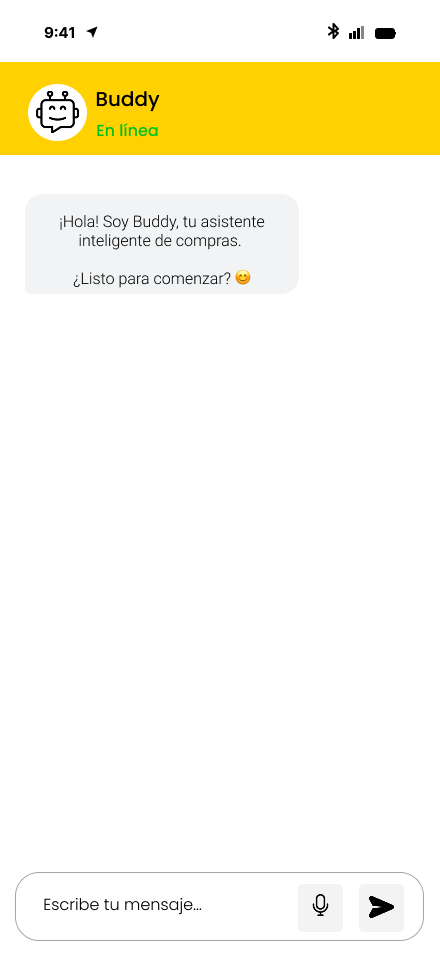 9:41
Buddy
En línea
¡Hola! Soy Buddy, tu asistente
inteligente de compras.
¿Listo para comenzar? 😊
Escribe tu mensaje...